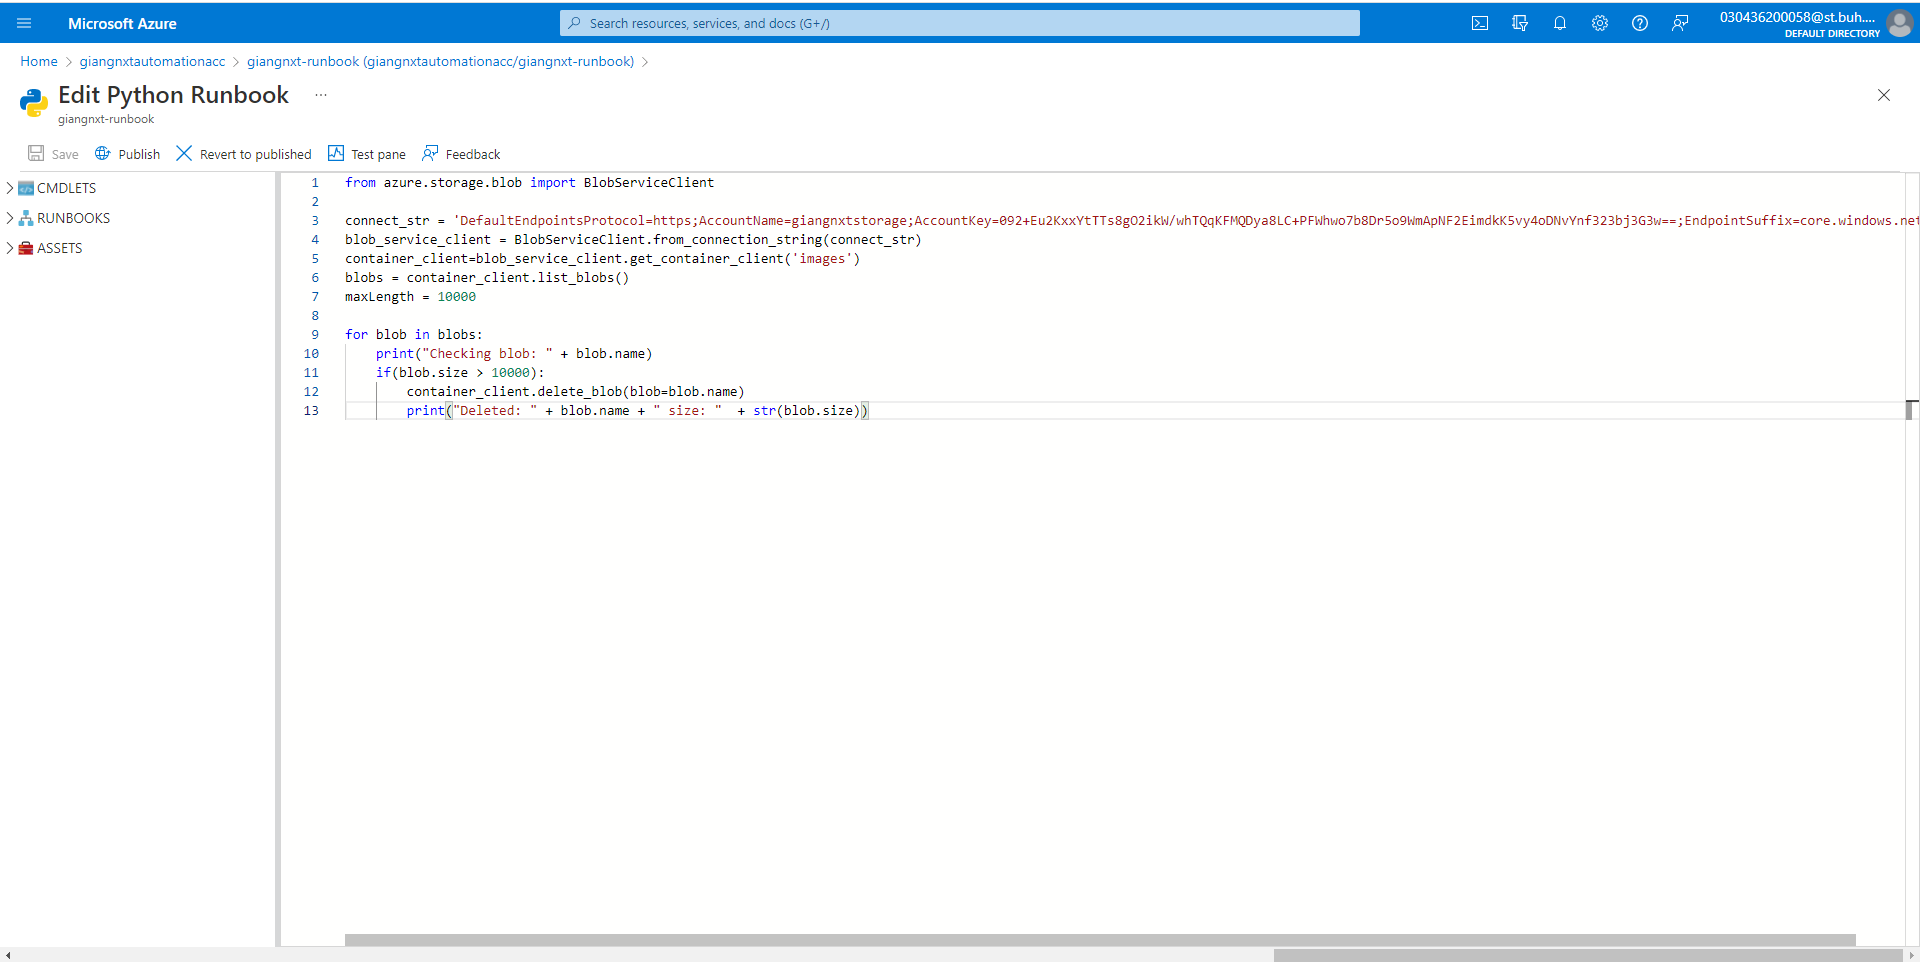 Microsoft Azure
Search resources, services, and docs (G+/)
030436200058@st.buh....
DEFAULT DIRECTORY
Home > giangnxtautomationacc > giangnxt-runbook (giangnxtautomationacc/giangnxt-runbook) >
Edit Python Runbook ...
giangnxt-runbook
Save Publish Revert to published Test pane Feedback
CMDLETS
RUNBOOKS
ASSETS
1 from azure.storage.blob import BlobServiceClient
2
3 connect_str = 'DefaultEndpointsProtocol=https;AccountName=giangnxtstorage;AccountKey=092+Eu2KxxYtTTs8gO2ikW/whTQqKFMQDya8LC+PFWhwo7b8Dr5o9WmApNF2EimdkK5vy4oDNvYnf323bj3G3w==;EndpointSuffix=core.windows.net
4 blob_service_client = BlobServiceClient.from_connection_string(connect_str)
5 container_client=blob_service_client.get_container_client('images')
6 blobs = container_client.list_blobs()
7 maxLength = 10000
8
9 for blob in blobs:
10 print("Checking blob: " + blob.name)
11 if(blob.size > 10000):
12 container_client.delete_blob(blob=blob.name)
13 print("Deleted: " + blob.name + " size: "  + str(blob.size))